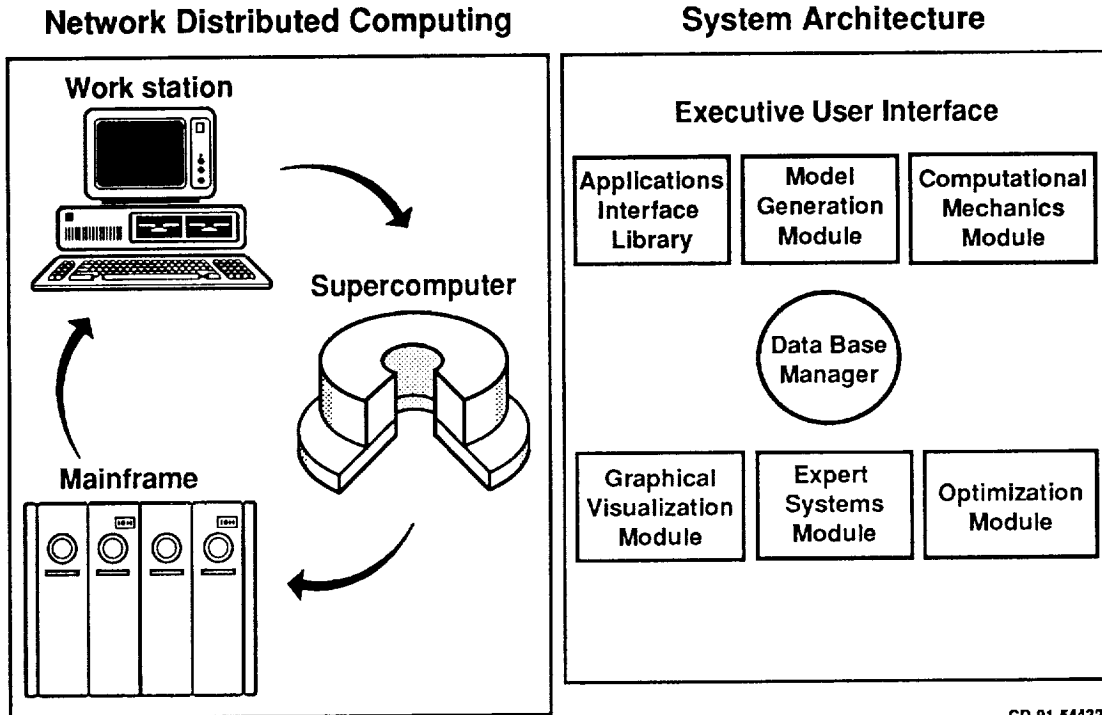 Network Distributed Computing
Work station
Supercomputer
Mainframe
System Architecture
Executive User Interface
Applications
Interface
Library
Model
Generation
Module
Computational
Mechanics
Module
Data Base
Manager
Graphical
Visualization
Module
Expert
Systems
Module
Optimization
Module